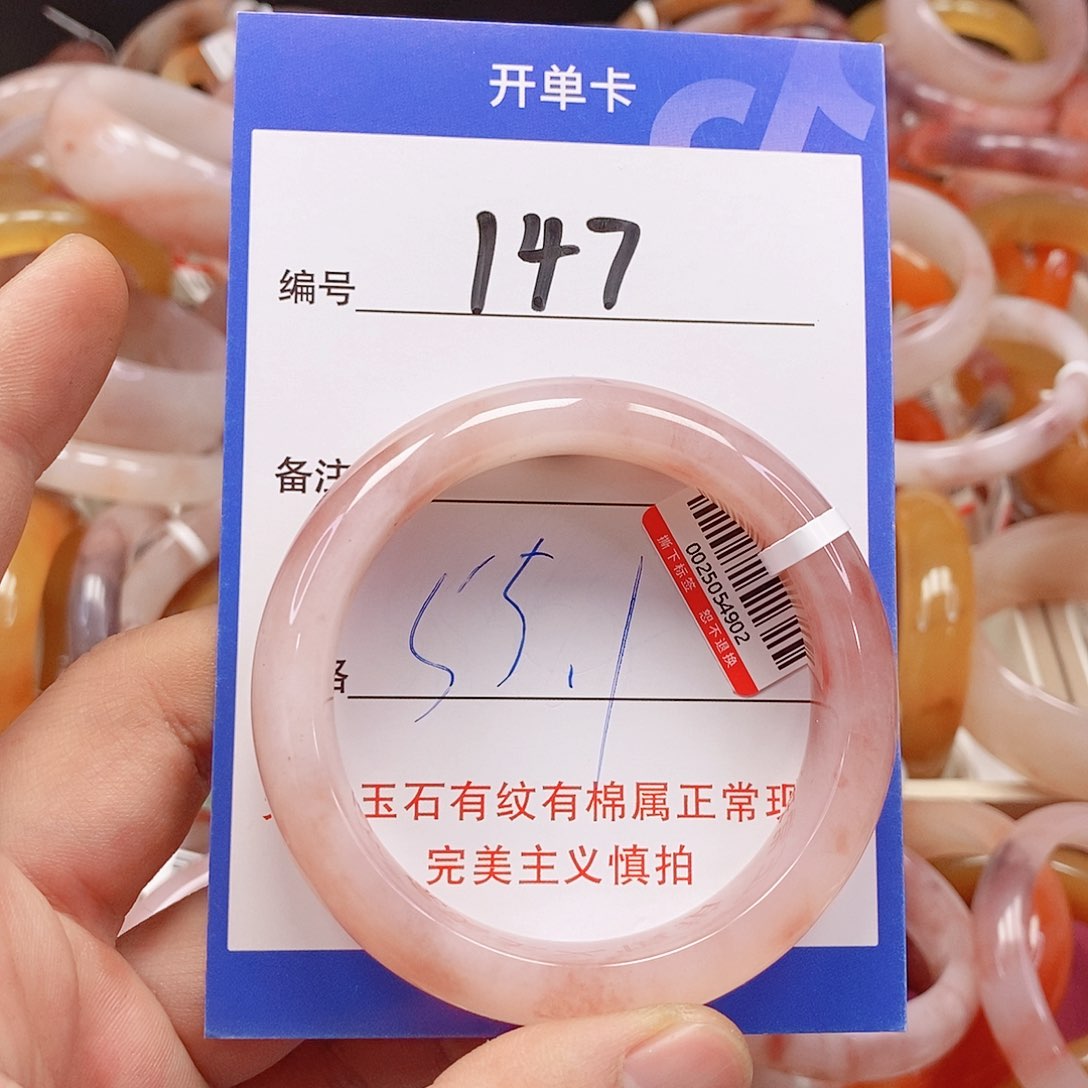 开单卡
编号 147
备注
格 55.1
0025054902
撕下标签 恕不退换
玉石有纹有棉属正常现
完美主义慎拍